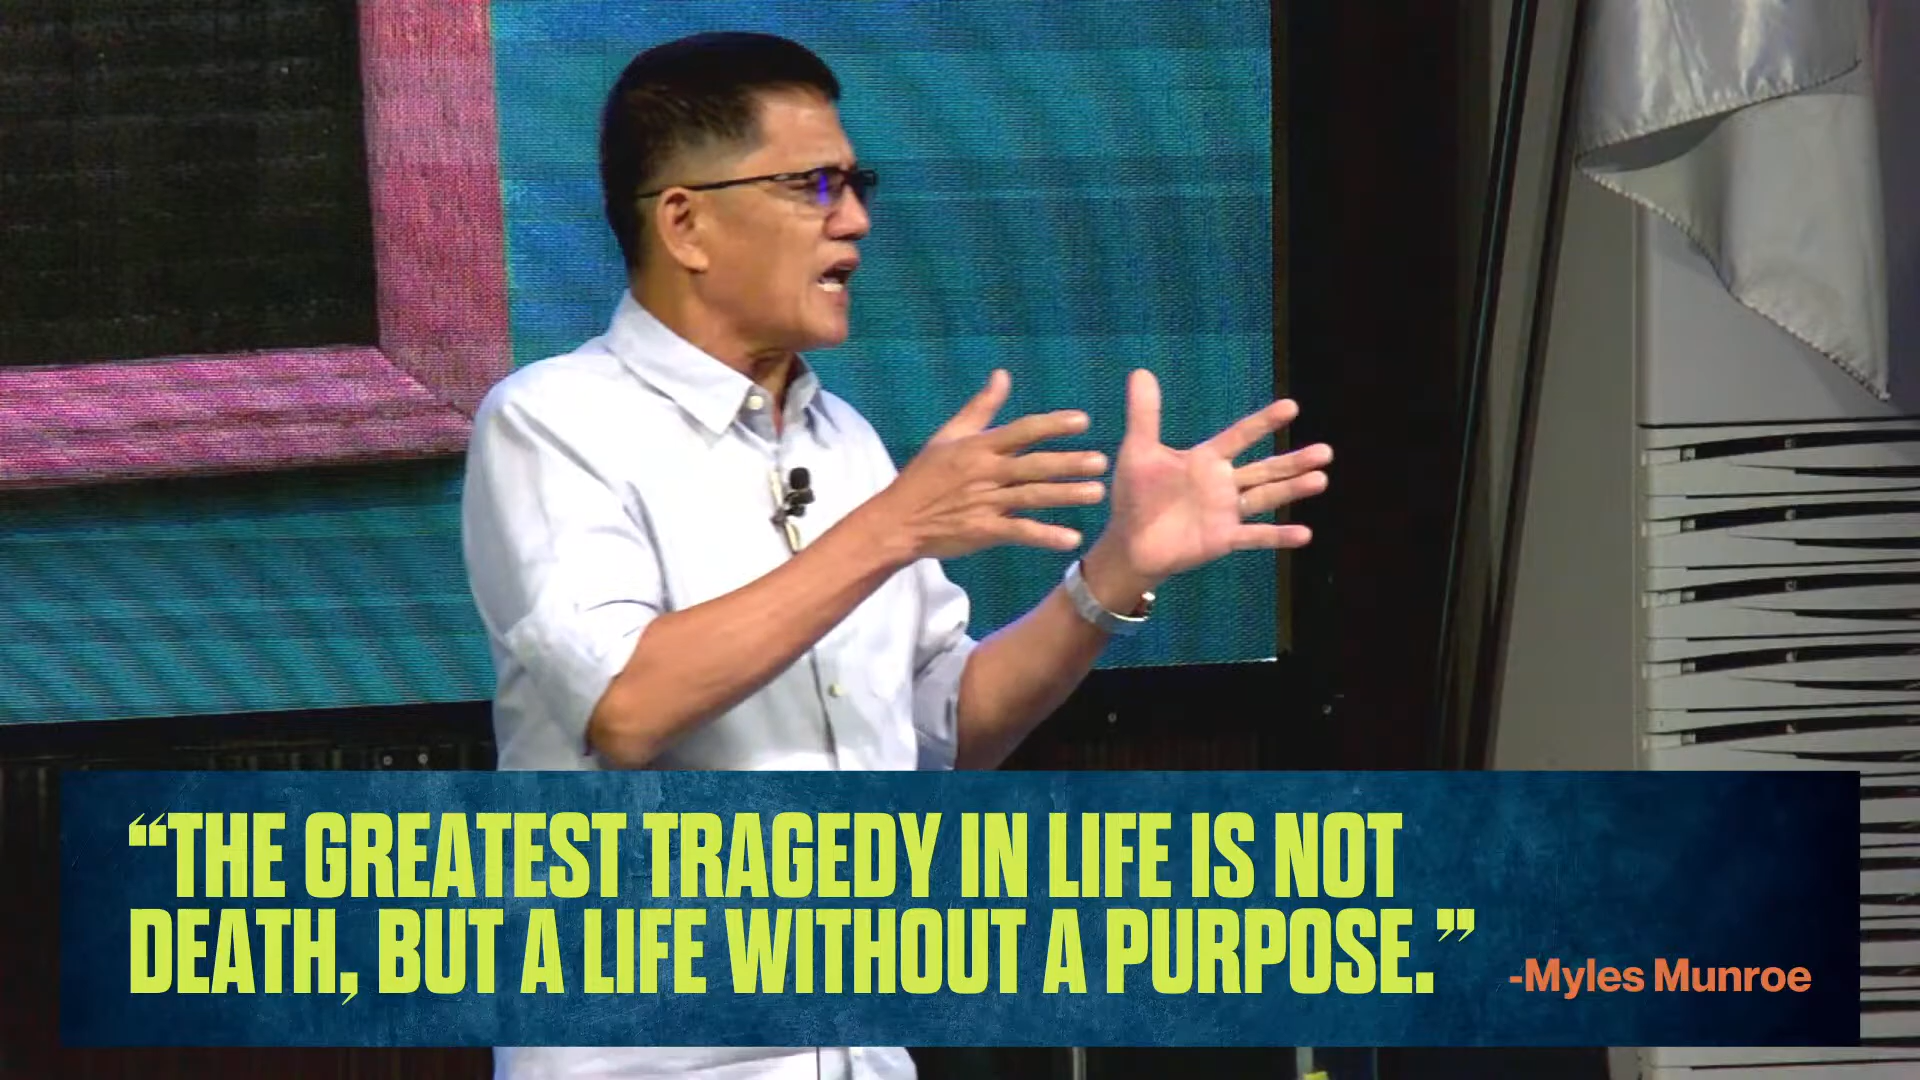 “THE GREATEST TRAGEDY IN LIFE IS NOT
DEATH, BUT A LIFE WITHOUT A PURPOSE.”
-Myles Munroe